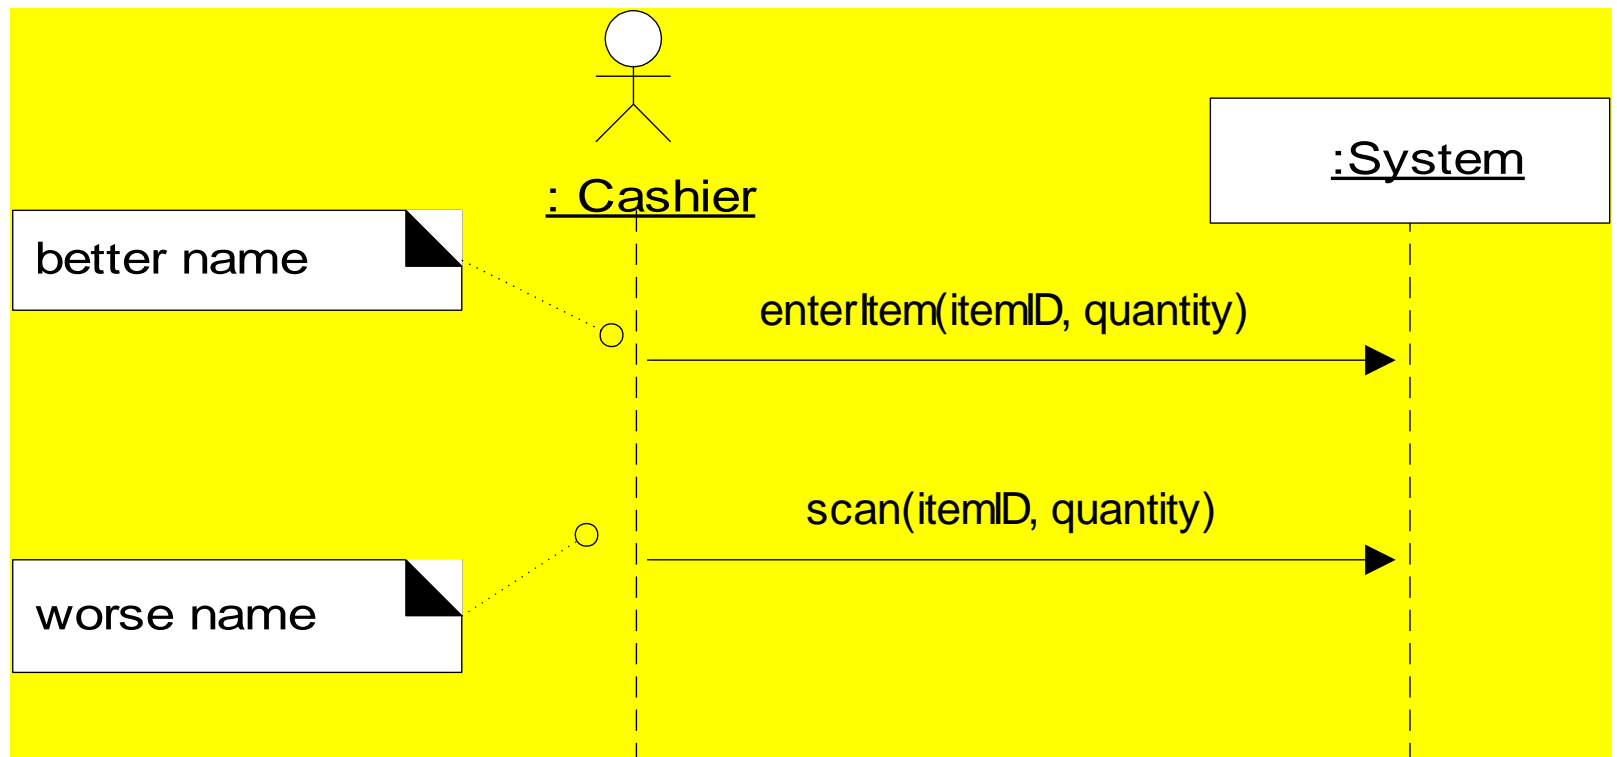 : Cashier
:System
better name
enterItem(itemID, quantity)
scan(itemID, quantity)
worse name